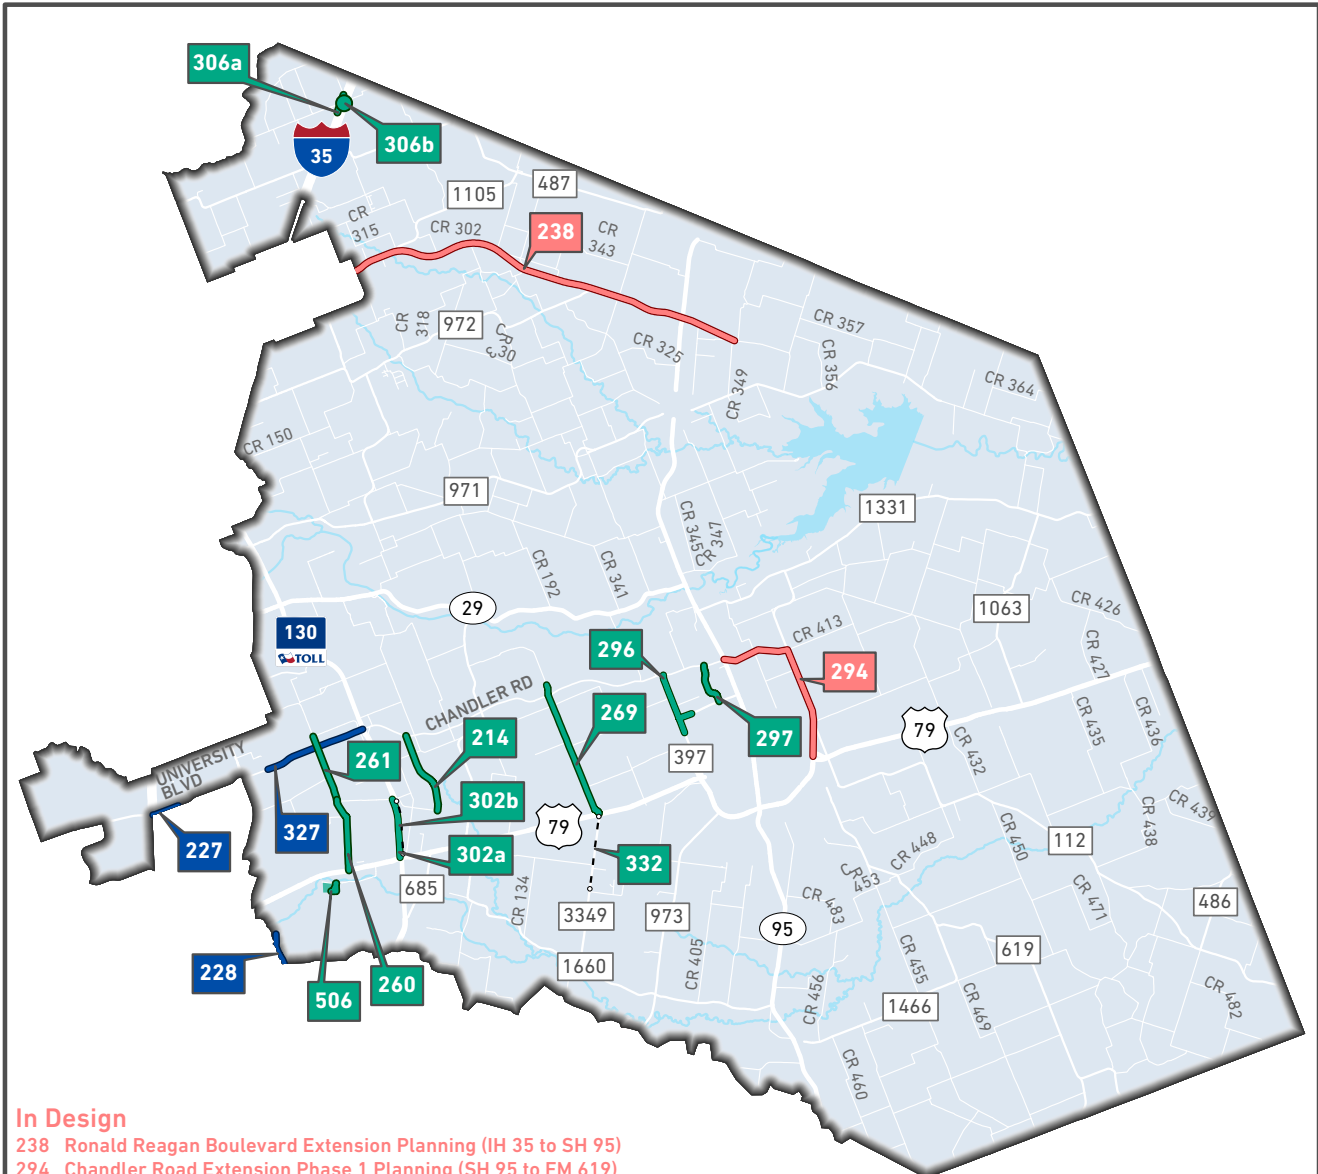 306a
306b
35
487
1105
CR
315
CR 302
238
CR
343
CR
318
972
CR
330
CR 325
CR 357
CR 356
CR 349
CR 364
CR 150
971
1331
CR 345
CR 347
CR 192
CR 341
29
1063
CR 426
CR 427
130
TOLL
296
CR 413
294
CHANDLER RD
269
297
79
CR 435
CR 436
CR 432
UNIVERSITY
BLVD
261
214
397
302b
327
227
302a
79
332
CR 439
CR 438
112
CR 450
CR 448
CR
453
CR 471
685
CR 134
3349
973
CR 483
95
486
228
506
260
1660
CR 405
CR 455
619
CR 456
1466
CR 469
CR 482
CR 460
In Design
238 Ronald Reagan Boulevard Extension Planning (IH 35 to SH 95)
294 Chandler Road Extension Phase 1 Planning (SH 95 to FM 619)